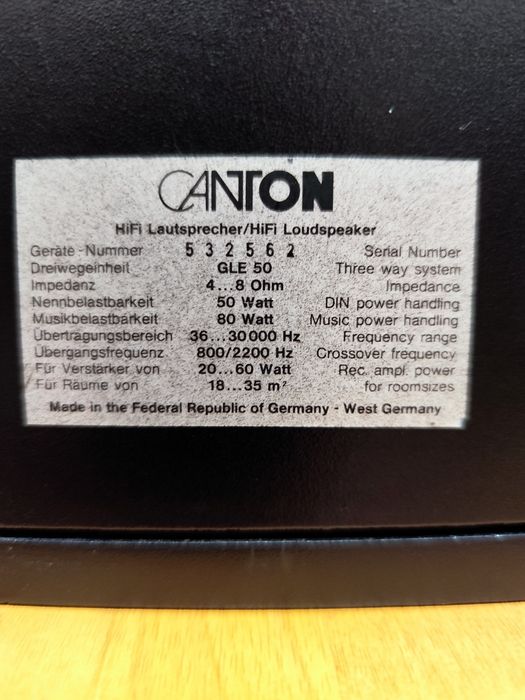 CANTON
HiFi Lautsprecher/HiFi Loudspeaker
Geräte-Nummer 532562 Serial Number
Dreiwegeinheit GLE 50 Three way system
Impedanz 4...8 Ohm Impedance
Nennbelastbarkeit 50 Watt DIN power handling
Musikbelastbarkeit 80 Watt Music power handling
Übertragungsbereich 36...30000 Hz Frequency range
Übergangsfrequenz 800/2200 Hz Crossover frequency
Für Verstärker von 20...60 Watt Rec. ampl. power
Für Räume von 18...35 m² for roomsizes
Made in the Federal Republic of Germany - West Germany